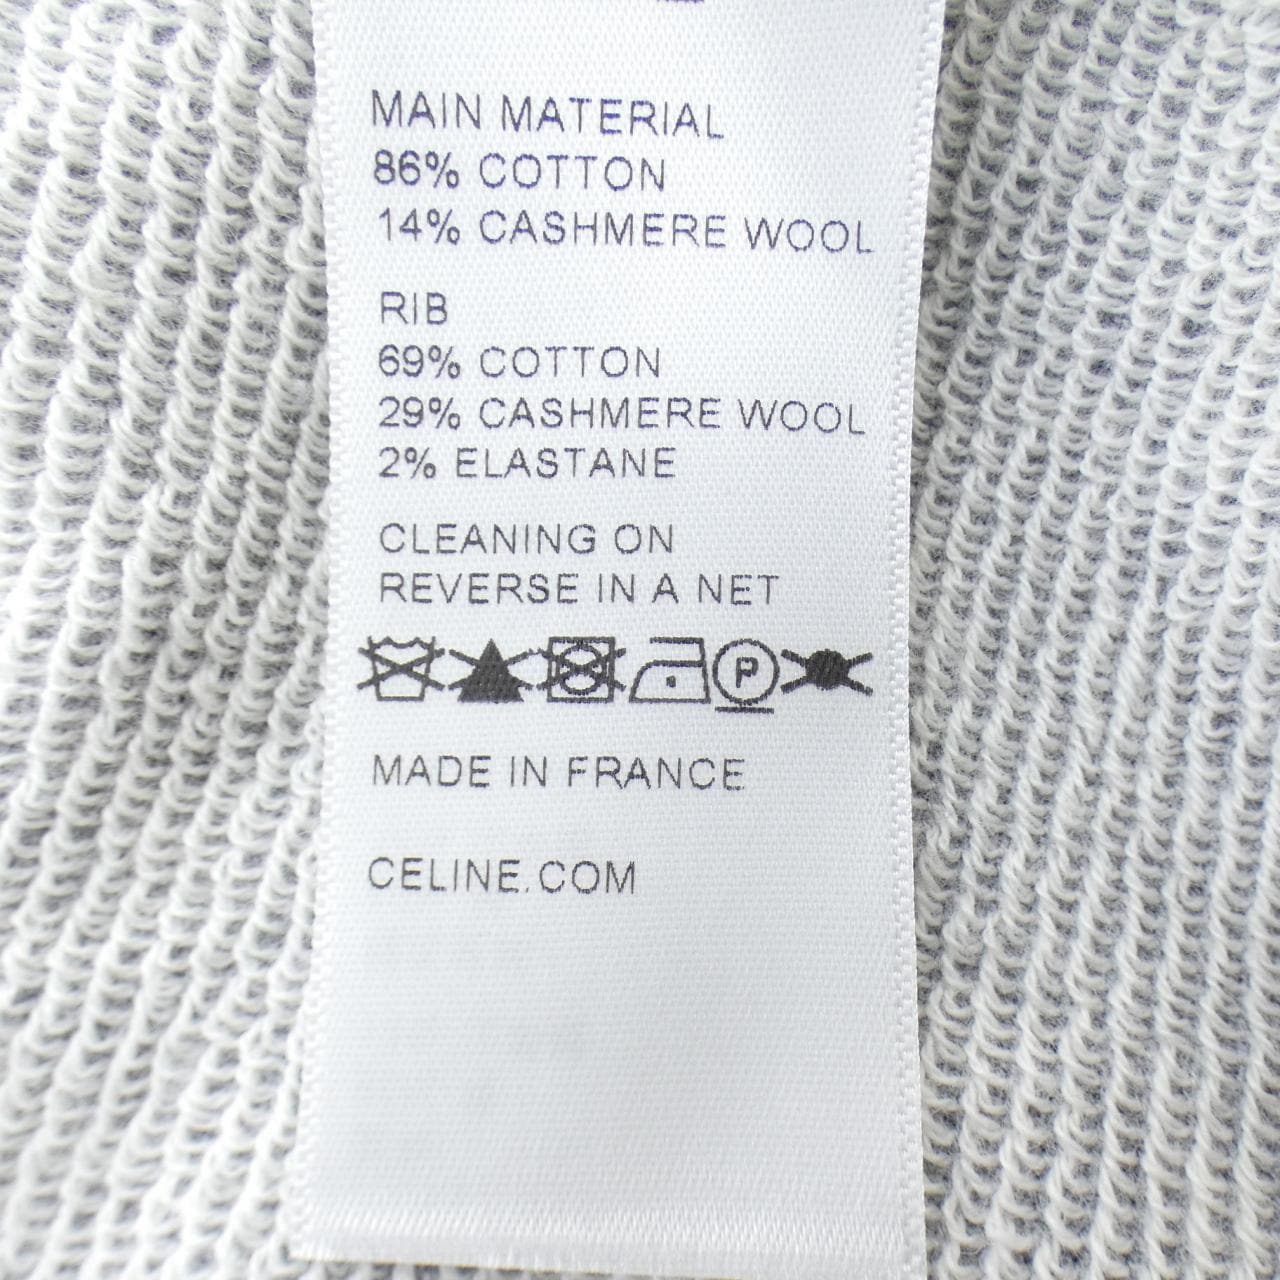 MAIN MATERIAL
86% COTTON
14% CASHMERE WOOL
RIB
69% COTTON
29% CASHMERE WOOL
2% ELASTANE
CLEANING ON
REVERSE IN A NET
P
MADE IN FRANCE
CELINE.COM